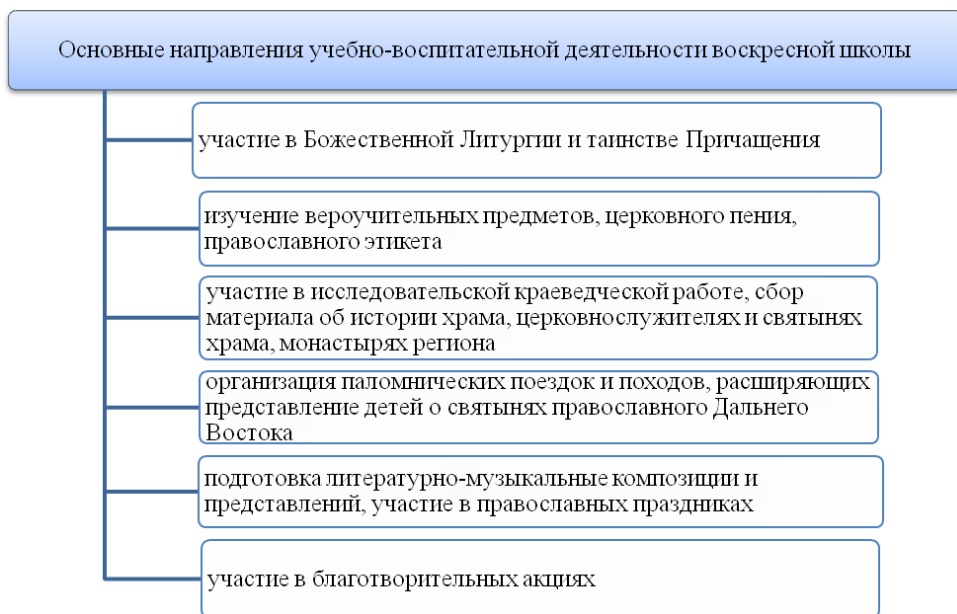 Основные направления учебно-воспитательной деятельности воскресной школы
участие в Божественной Литургии и таинстве Причащения
изучение вероучительных предметов, церковного пения,
православного этикета
участие в исследовательской краеведческой работе, сбор
материала об истории храма, церковнослужителях и святынях
храма, монастырях региона
организация паломнических поездок и походов, расширяющих
представление детей о святынях православного Дальнего
Востока
подготовка литературно-музыкальные композиции и
представлений, участие в православных праздниках
участие в благотворительных акциях